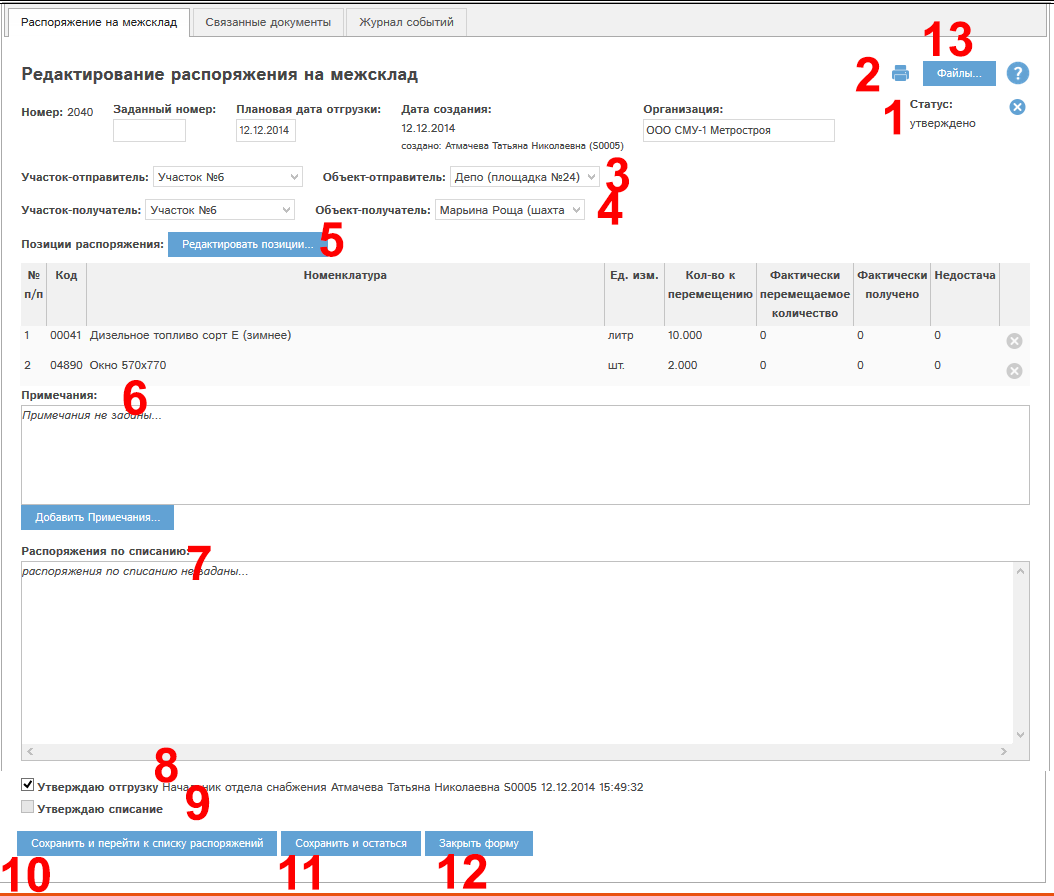 Распоряжение на межсклад Связанные документы Журнал событий
13
Редактирование распоряжения на межсклад 2 Файлы... ?
Номер: 2040 Заданный номер: Плановая дата отгрузки: Дата создания: Организация: 1 Статус:
12.12.2014 12.12.2014 ООО СМУ-1 Метрострой утверждено
создано: Атмачева Татьяна Николаевна (S0005)
Участок-отправитель: Участок №6 Объект-отправитель: Депо (площадка №24) 3
Участок-получатель: Участок №6 Объект-получатель: Марьина Роща (шахта 4
Позиции распоряжения: Редактировать позиции... 5
№ п/п Код Номенклатура Ед. изм. Кол-во к перемещению Фактически перемещаемое количество Фактически получено Недостача
1 00041 Дизельное топливо сорт Е (зимнее) литр 10.000 0 0 0
2 04890 Окно 570х770 шт. 2.000 0 0 0
Примечания: 6
Примечания не заданы...
Добавить Примечания...
Распоряжения по списанию: 7
распоряжения по списанию не заданы...
8
Утверждаю отгрузку Начальник отдела снабжения Атмачева Татьяна Николаевна S0005 12.12.2014 15:49:32
Утверждаю списание 9
Сохранить и перейти к списку распоряжений Сохранить и остаться Закрыть форму
10 11 12